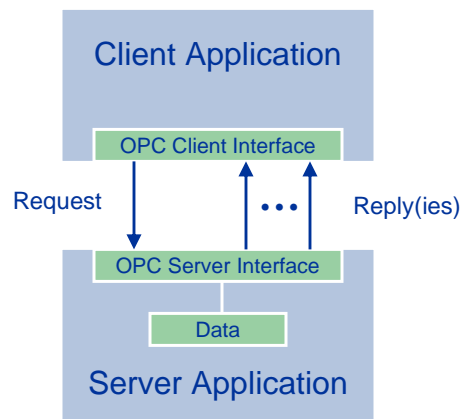 Client Application
OPC Client Interface
Request
Reply(ies)
OPC Server Interface
Data
Server Application